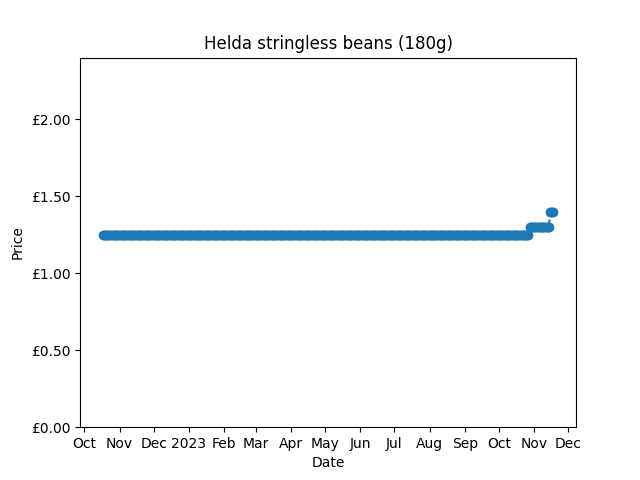 Helda stringless beans (180g)
£2.00
£1.50
£1.00
£0.50
£0.00
Price
Oct Nov Dec 2023 Feb Mar Apr May Jun Jul Aug Sep Oct Nov Dec
Date